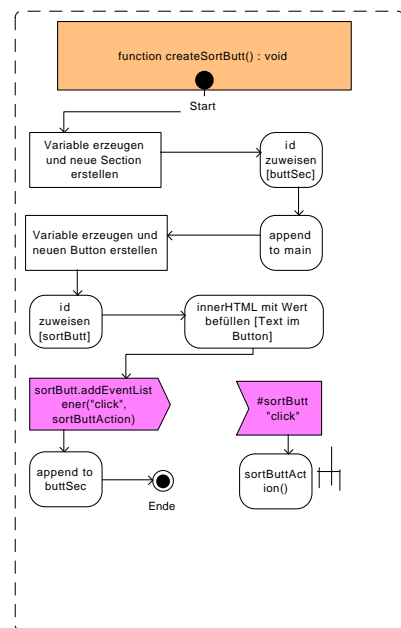 function createSortButt() : void
Start
Variable erzeugen
und neue Section
erstellen
id
zuweisen
[buttSec]
Variable erzeugen und
neuen Button erstellen
append
to main
id
zuweisen
[sortButt]
innerHTML mit Wert
befüllen [Text im
Button]
sortButt.addEventList
ener("click",
sortButtAction)
#sortButt
"click"
append to
buttSec
Ende
sortButtAct
ion()